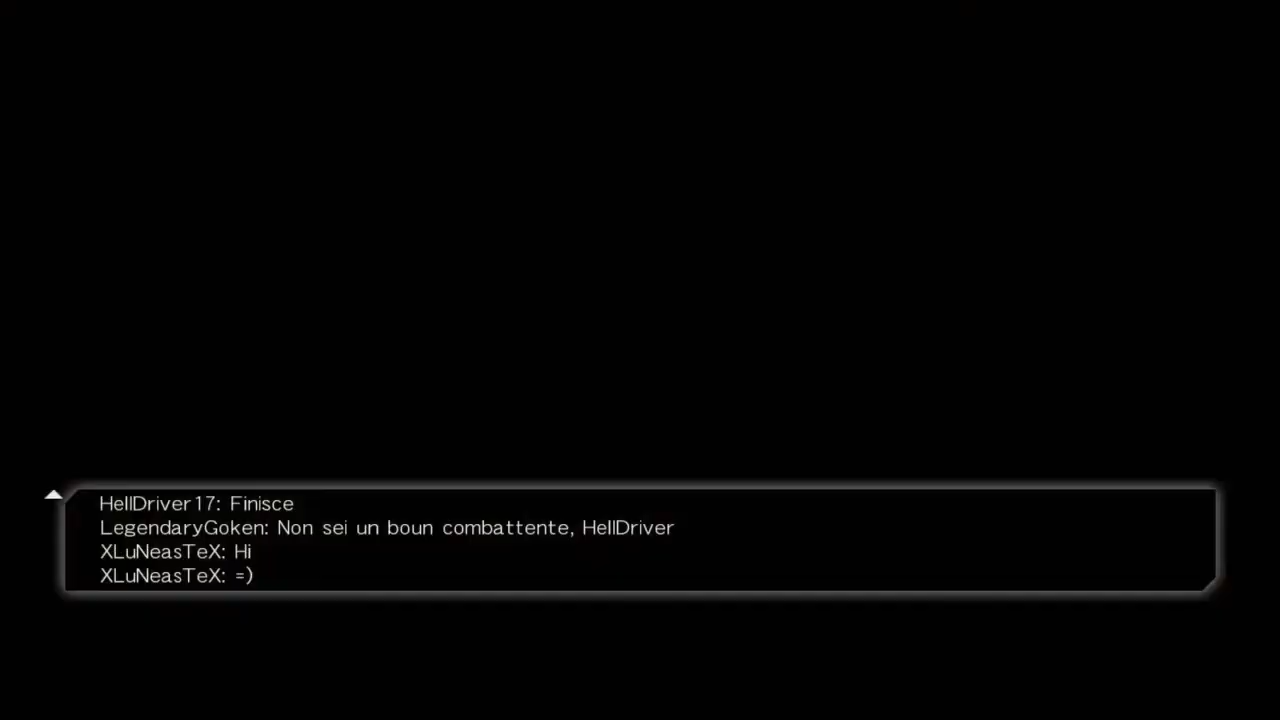 HellDriver17: Finisce
LegendaryGoken: Non sei un boun combattente, HellDriver
XLuNeasTeX: Hi
XLuNeasTeX: =)